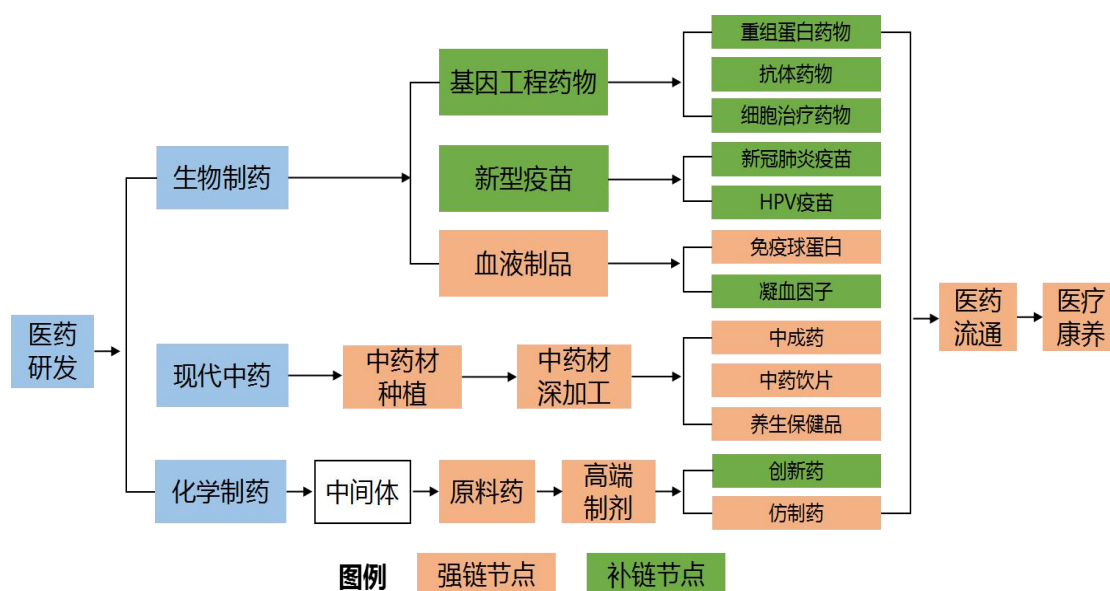 医药
研发
生物制药
基因工程药物
重组蛋白药物
抗体药物
细胞治疗药物
新型疫苗
新冠肺炎疫苗
HPV疫苗
血液制品
免疫球蛋白
凝血因子
现代中药
中药材
种植
中药材
深加工
中成药
中药饮片
养生保健品
化学制药
中间体
原料药
高端
制剂
创新药
仿制药
医药
流通
医疗
康养
图例
强链节点
补链节点